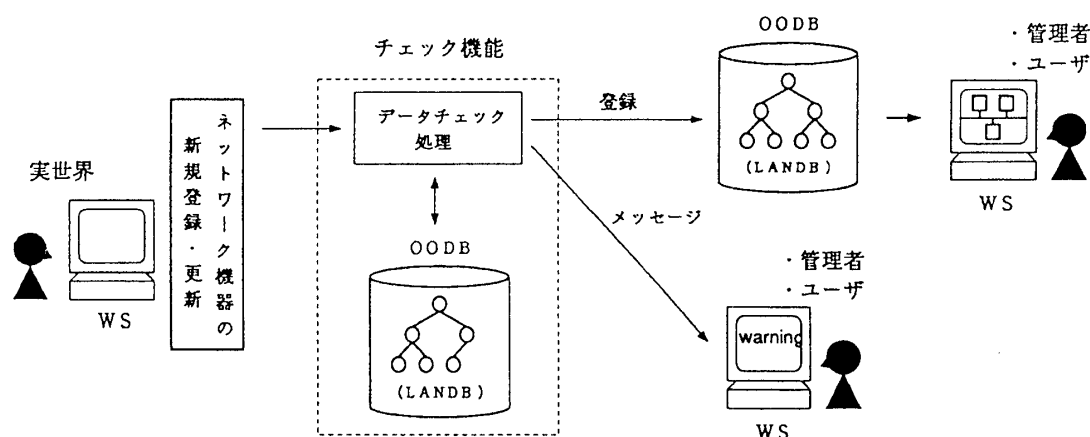 実世界
WS
ネットワーク機器の
新規登録・更新
チェック機能
データチェック
処理
OODB
(LANDB)
登録
メッセージ
OODB
(LANDB)
・管理者
・ユーザ
WS
・管理者
・ユーザ
warning
WS